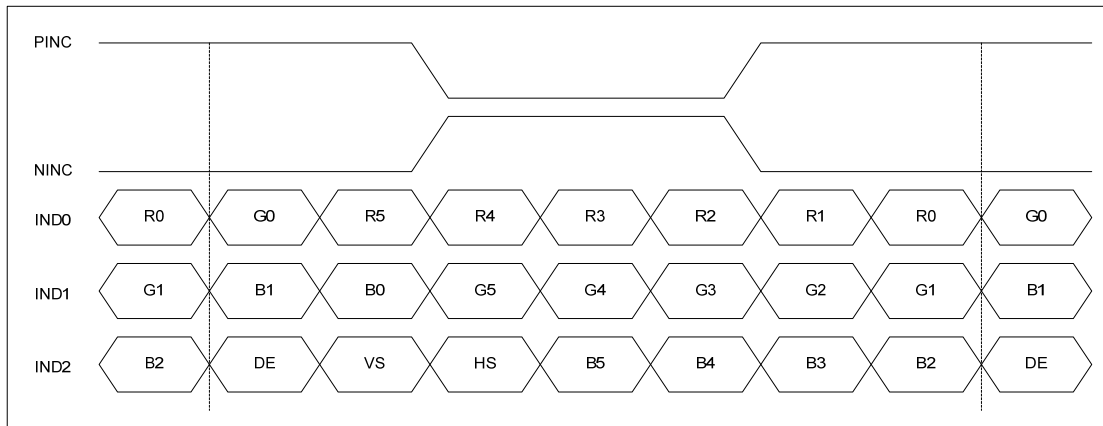 PINC
NINC
IND0 R0 G0 R5 R4 R3 R2 R1 R0 G0
IND1 G1 B1 B0 G5 G4 G3 G2 G1 B1
IND2 B2 DE VS HS B5 B4 B3 B2 DE